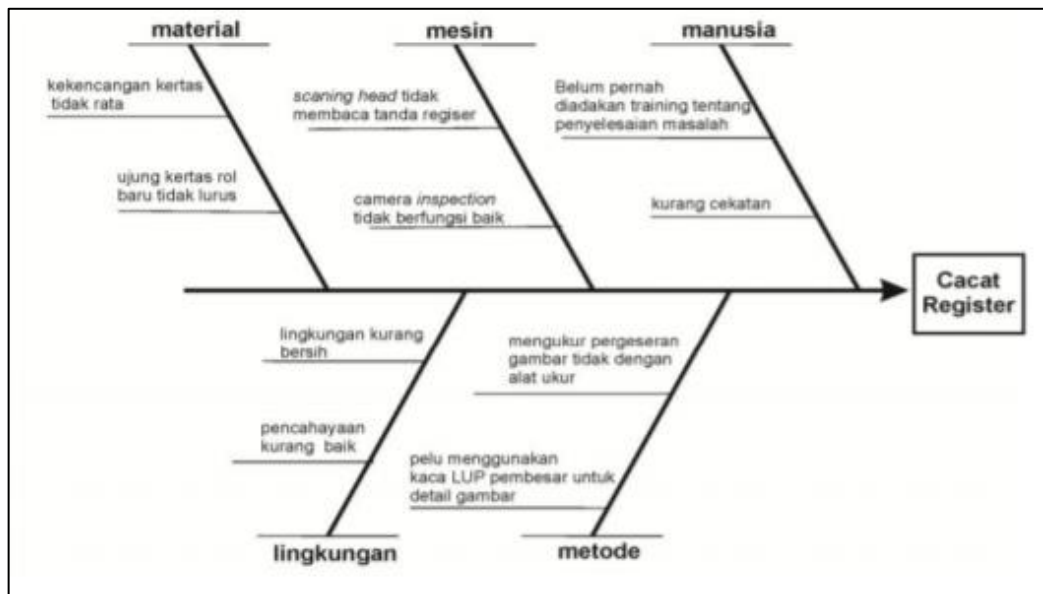 material
mesin
manusia
kekencangan kertas
tidak rata
scaning head tidak
membaca tanda regiser
Belum pernah
diadakan training tentang
penyelesaian masalah
ujung kertas rol
baru tidak lurus
camera inspection
tidak berfungsi baik
kurang cekatan
Cacat
Register
lingkungan kurang
bersih
mengukur pergeseran
gambar tidak dengan
alat ukur
pencahayaan
kurang baik
pelu menggunakan
kaca LUP pembesar untuk
detail gambar
lingkungan
metode